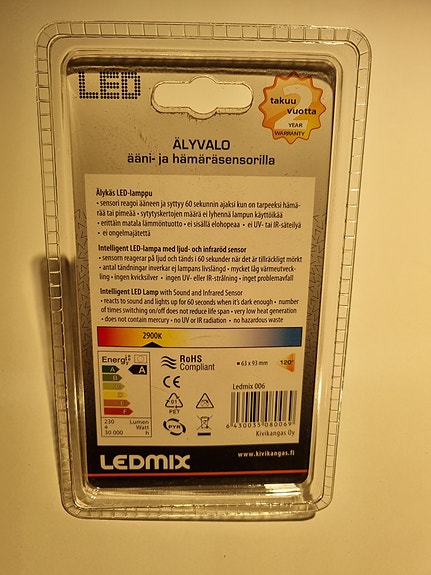 LED
takuu
2
vuotta
YEAR
WARRANTY
ÄLYVALO
ääni- ja hämäräsensorilla
Älykäs LED-lamppu
• sensori reagoi ääneen ja syttyy 60 sekunnin ajaksi kun on tarpeeksi hämä-
rää tai pimeää • sytytyskertojen määrä ei lyhennä lampun käyttöikää
• erittäin matala lämmöntuotto • ei sisällä elohopeaa • ei UV- tai IR-säteilyä
• ei ongelmajätettä
Intelligent LED-lampa med ljud- och infraröd sensor
• sensorn reagerar på ljud och tänds i 60 sekunder när det är tillräckligt mörkt
• antal tändningar inverkar ej lampans livslängd • mycket låg värmeutveck-
ling • ingen kvicksilver • ingen UV- eller IR-strålning • inget problemavfall
Intelligent LED Lamp with Sound and Infrared Sensor
• reacts to sound and lights up for 60 seconds when it's dark enough • number
of times switching on/off does not reduce life span • very low heat generation
• does not contain mercury • no UV or IR radiation • no hazardous waste
2900K
Energi
A
A
B
F
230 Lumen
4 Watt
30 000 h
RoHS
Compliant
CE
01
PET
PYR
63 x 93 mm
120°
Ledmix 006
6 430035 080069
Kivikangas Oy
LEDMIX
www.kivikangas.fi